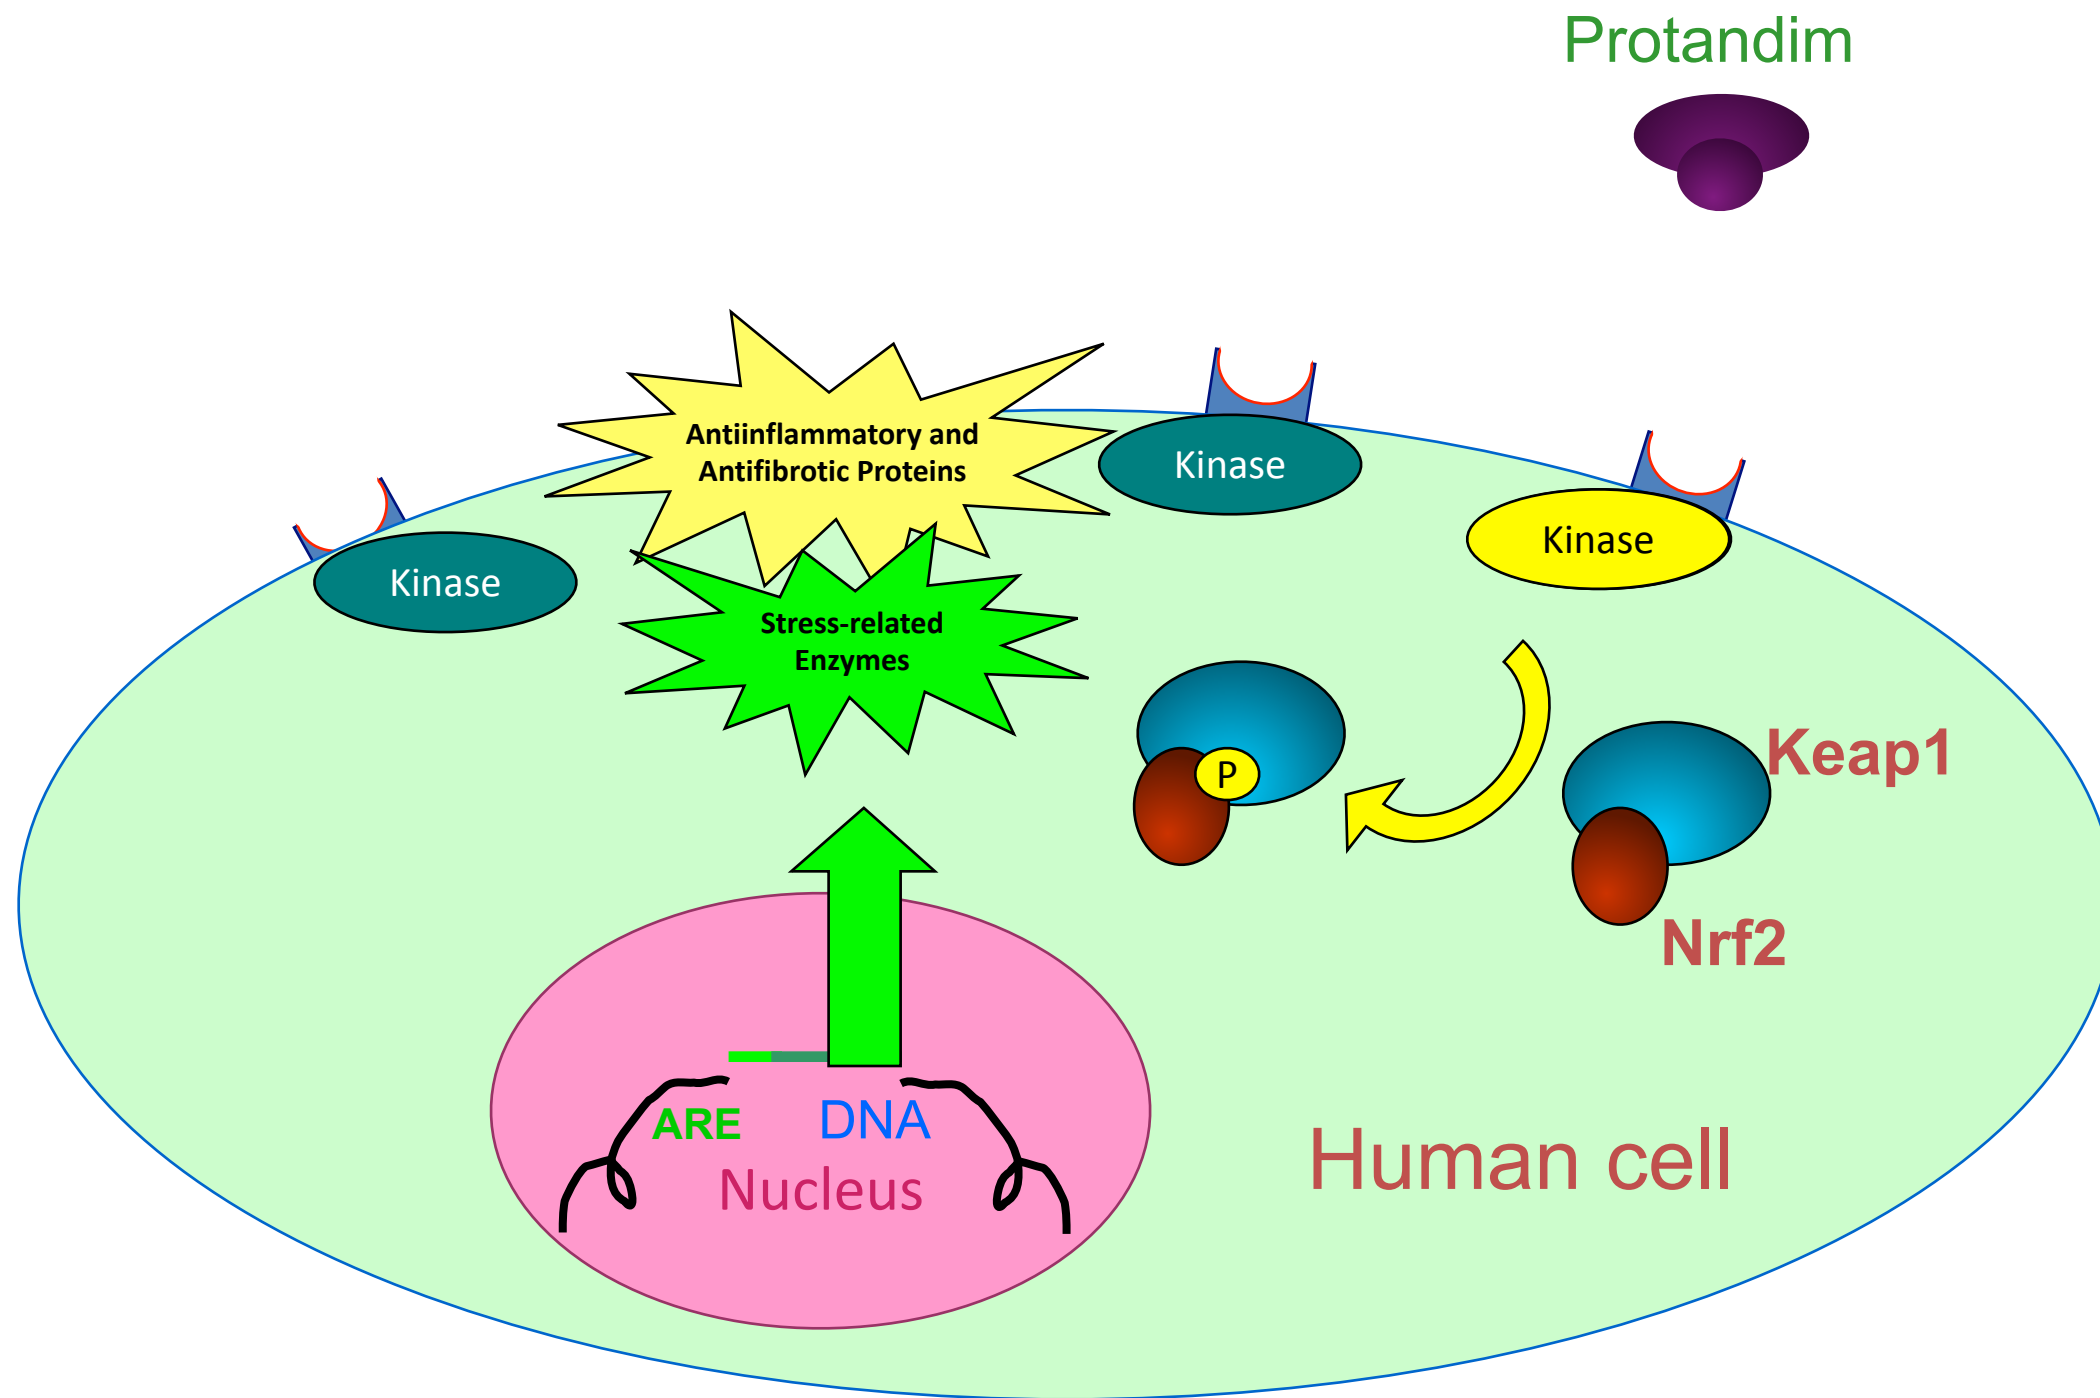 Protandim
Antiinflammatory and
Antifibrotic Proteins
Kinase
Kinase
Kinase
Stress-related
Enzymes
P
Keap1
Nrf2
ARE
DNA
Nucleus
Human cell